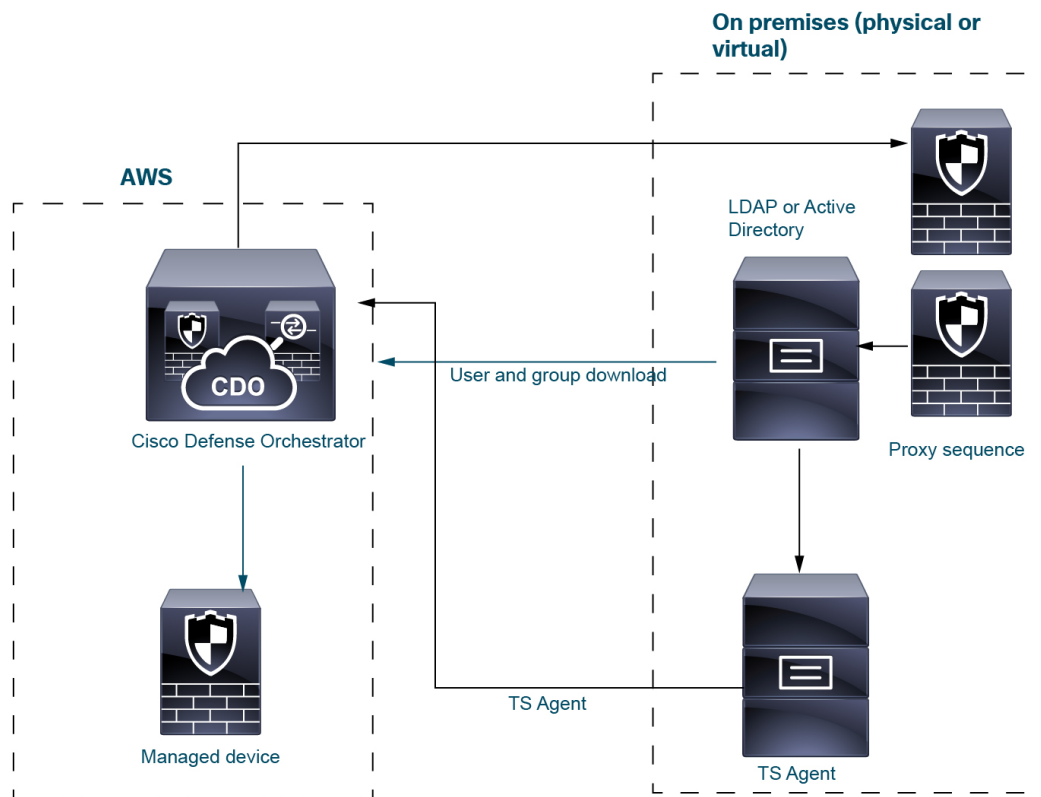 On premises (physical or
virtual)
AWS
LDAP or Active
Directory
CDO
User and group download
Cisco Defense Orchestrator
Proxy sequence
TS Agent
Managed device
TS Agent